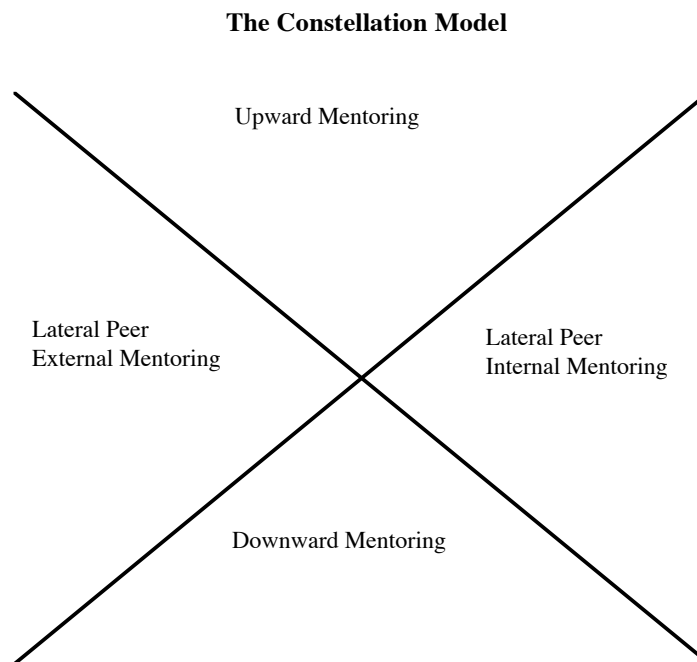 The Constellation Model
Upward Mentoring
Lateral Peer
External Mentoring
Lateral Peer
Internal Mentoring
Downward Mentoring